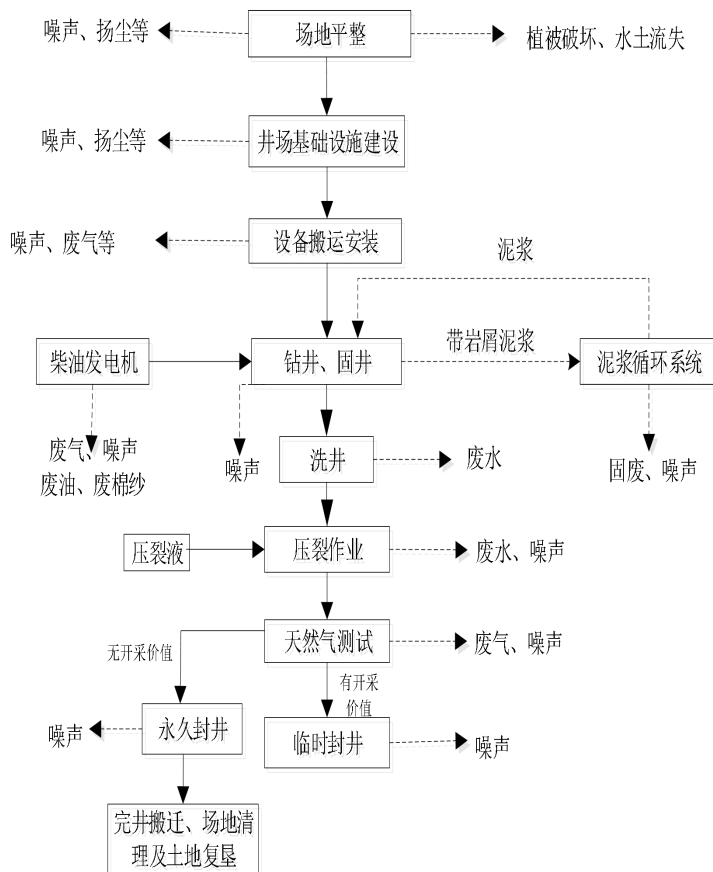 噪声、扬尘等
场地平整
植被破坏、水土流失
噪声、扬尘等
井场基础设施建设
噪声、废气等
设备搬运安装
泥浆
柴油发电机
钻井、固井
带岩屑泥浆
泥浆循环系统
废气、噪声
废油、废棉纱
噪声
洗井
废水
固废、噪声
压裂液
压裂作业
废水、噪声
无开采价值
天然气测试
废气、噪声
有开采
价值
噪声
永久封井
临时封井
噪声
完井搬迁、场地清
理及土地复垦